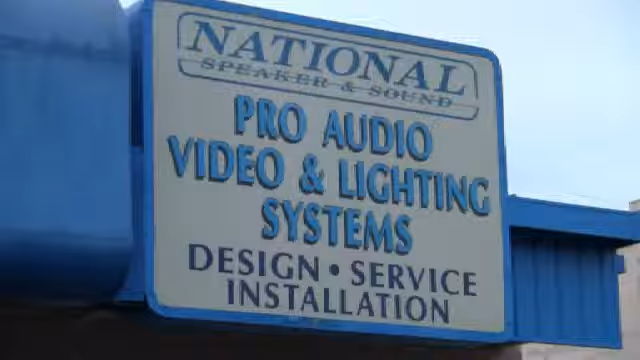 NATIONAL
SPEAKER & SOUND
PRO AUDIO
VIDEO & LIGHTING
SYSTEMS
DESIGN • SERVICE
INSTALLATION